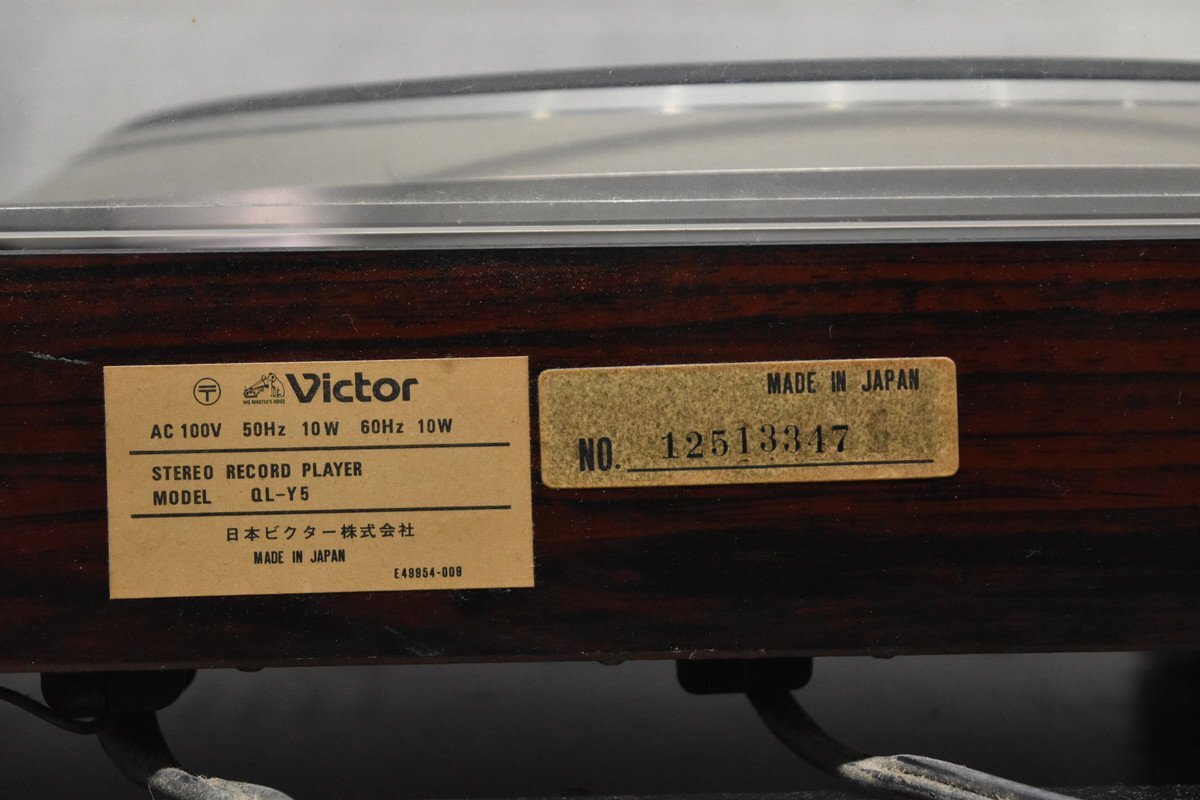 〒 HIS MASTER'S VOICE Victor
AC 100V 50Hz 10W 60Hz 10W
STEREO RECORD PLAYER
MODEL QL-Y5
日本ビクター株式会社
MADE IN JAPAN
E49954-009
MADE IN JAPAN
NO. 12513347